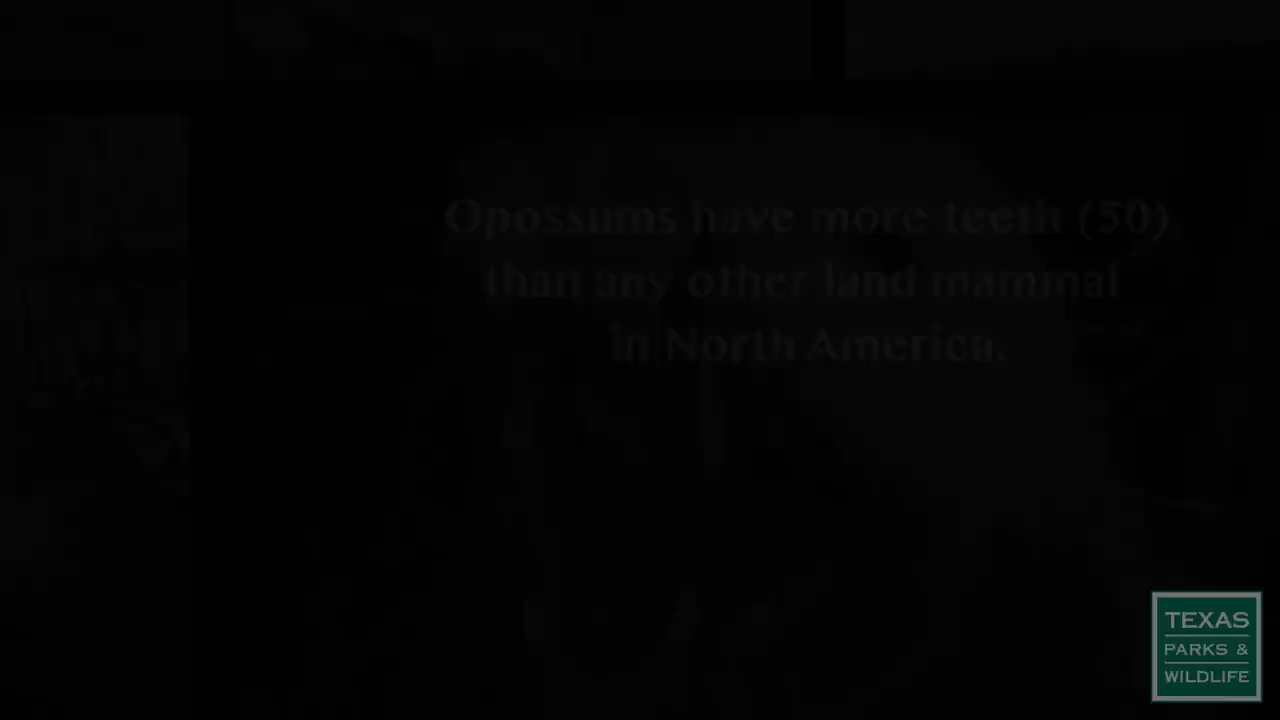 Opossums have more teeth (50)
than any other land mammal
in North America.
TEXAS
PARKS &
WILDLIFE